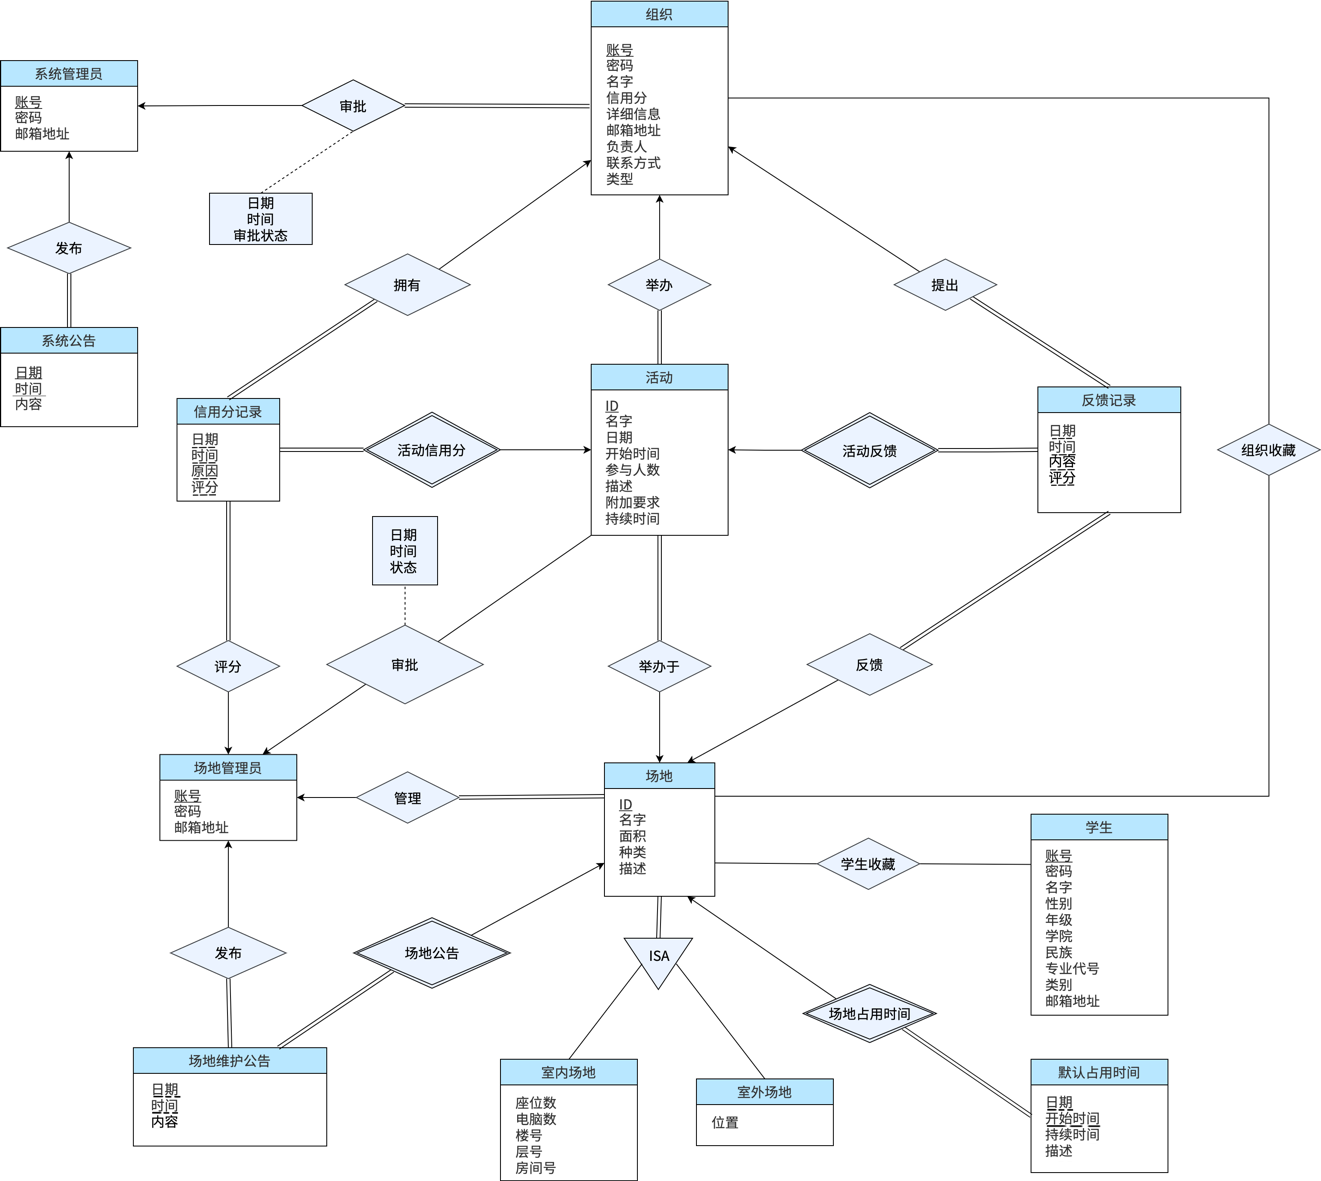 组织
账号
密码
名字
信用分
详细信息
邮箱地址
负责人
联系方式
类型
系统管理员
账号
密码
邮箱地址
审批
日期
时间
审批状态
发布
拥有
举办
提出
系统公告
日期
时间
内容
信用分记录
日期
时间
原因
评分
活动信用分
活动
ID
名字
日期
开始时间
参与人数
描述
附加要求
持续时间
活动反馈
反馈记录
日期
时间
内容
评分
组织收藏
日期
时间
状态
评分
审批
举办于
反馈
场地管理员
账号
密码
邮箱地址
管理
场地
ID
名字
面积
种类
描述
学生收藏
学生
账号
密码
名字
性别
年级
学院
民族
专业代号
类别
邮箱地址
发布
场地公告
ISA
场地占用时间
场地维护公告
日期
时间
内容
室内场地
座位数
电脑数
楼号
层号
房间号
室外场地
位置
默认占用时间
日期
开始时间
持续时间
描述